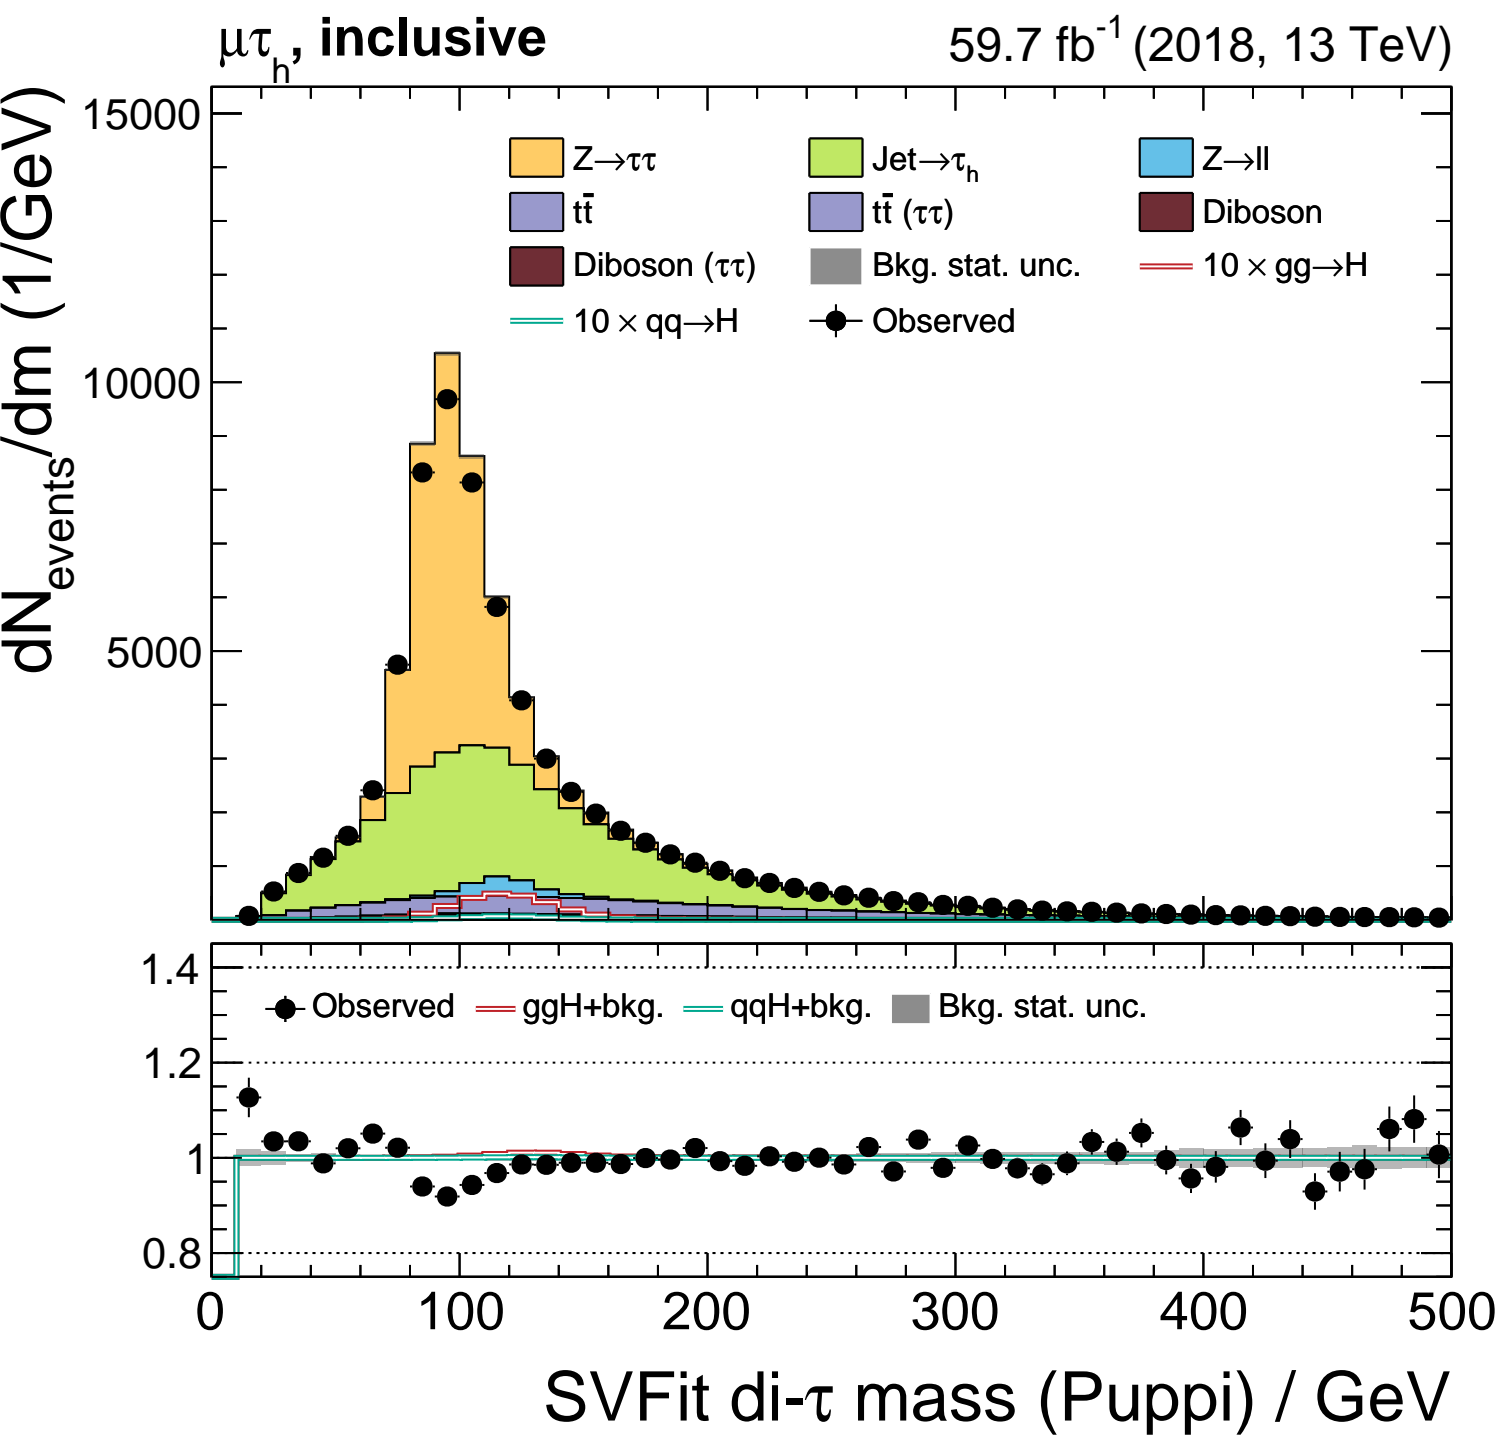 μτh, inclusive 59.7 fb-1 (2018, 13 TeV)
dNevents/dm (1/GeV)
15000
10000
5000
Z→ττ Jet→τh Z→ll
tt̄ tt̄ (ττ) Diboson
Diboson (ττ) Bkg. stat. unc. 10 × gg→H
10 × qq→H Observed
1.4
1.2
1
0.8
Observed ggH+bkg. qqH+bkg. Bkg. stat. unc.
0 100 200 300 400 500
SVFit di-τ mass (Puppi) / GeV